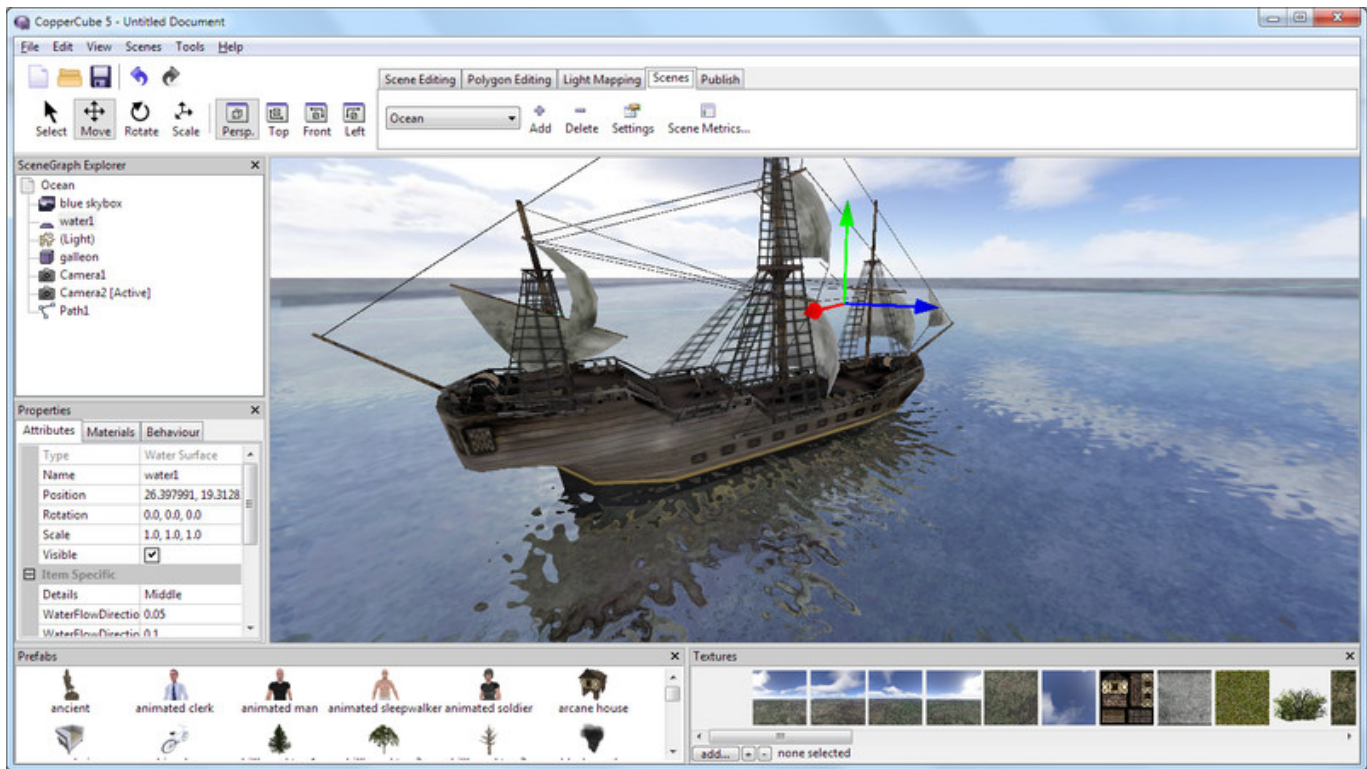 CopperCube 5 - Untitled Document
File Edit View Scenes Tools Help
Scene Editing Polygon Editing Light Mapping Scenes Publish
Select Move Rotate Scale Persp. Top Front Left
Ocean Add Delete Settings Scene Metrics...
SceneGraph Explorer
Ocean
blue skybox
water1
(Light)
galleon
Camera1
Camera2 [Active]
Path1
Properties
Attributes Materials Behaviour
Type Water Surface
Name water1
Position 26.397991, 19.3128
Rotation 0.0, 0.0, 0.0
Scale 1.0, 1.0, 1.0
Visible
Item Specific
Details Middle
WaterFlowDirectio 0.05
WaterFlowDirectio 0.1
Prefabs
ancient animated clerk animated man animated sleepwalker animated soldier arcane house
Textures
add... + - none selected